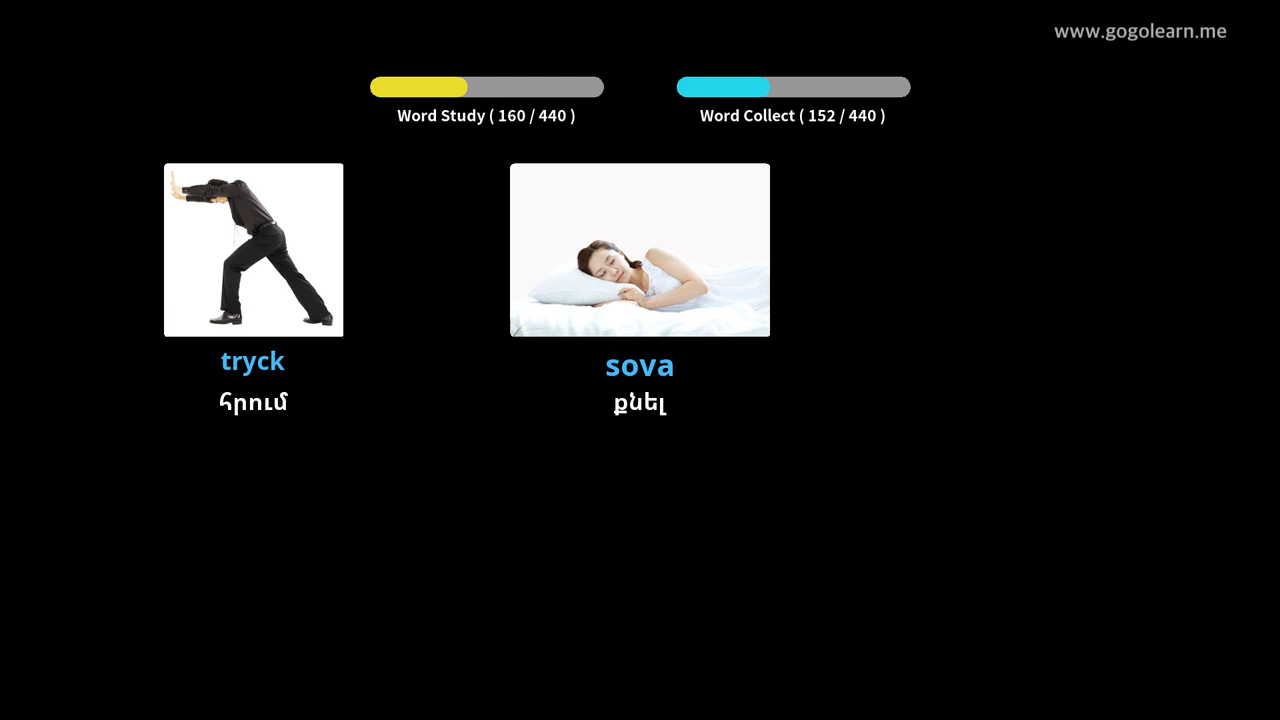 www.gogolearn.me
Word Study ( 160 / 440 )
Word Collect ( 152 / 440 )
tryck
հրում
sova
քնել